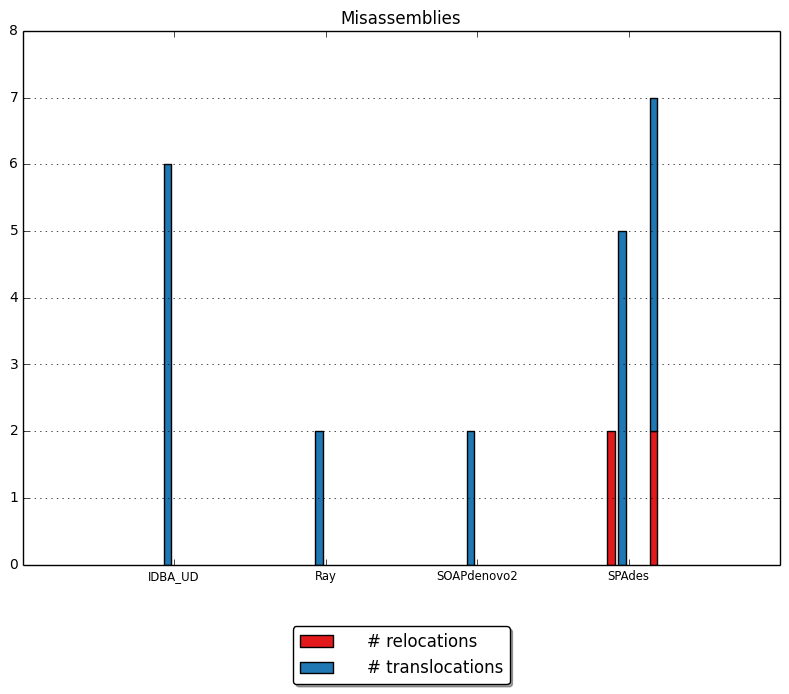 Misassemblies
8
7
6
5
4
3
2
1
0
IDBA_UD
Ray
SOAPdenovo2
SPAdes
# relocations
# translocations